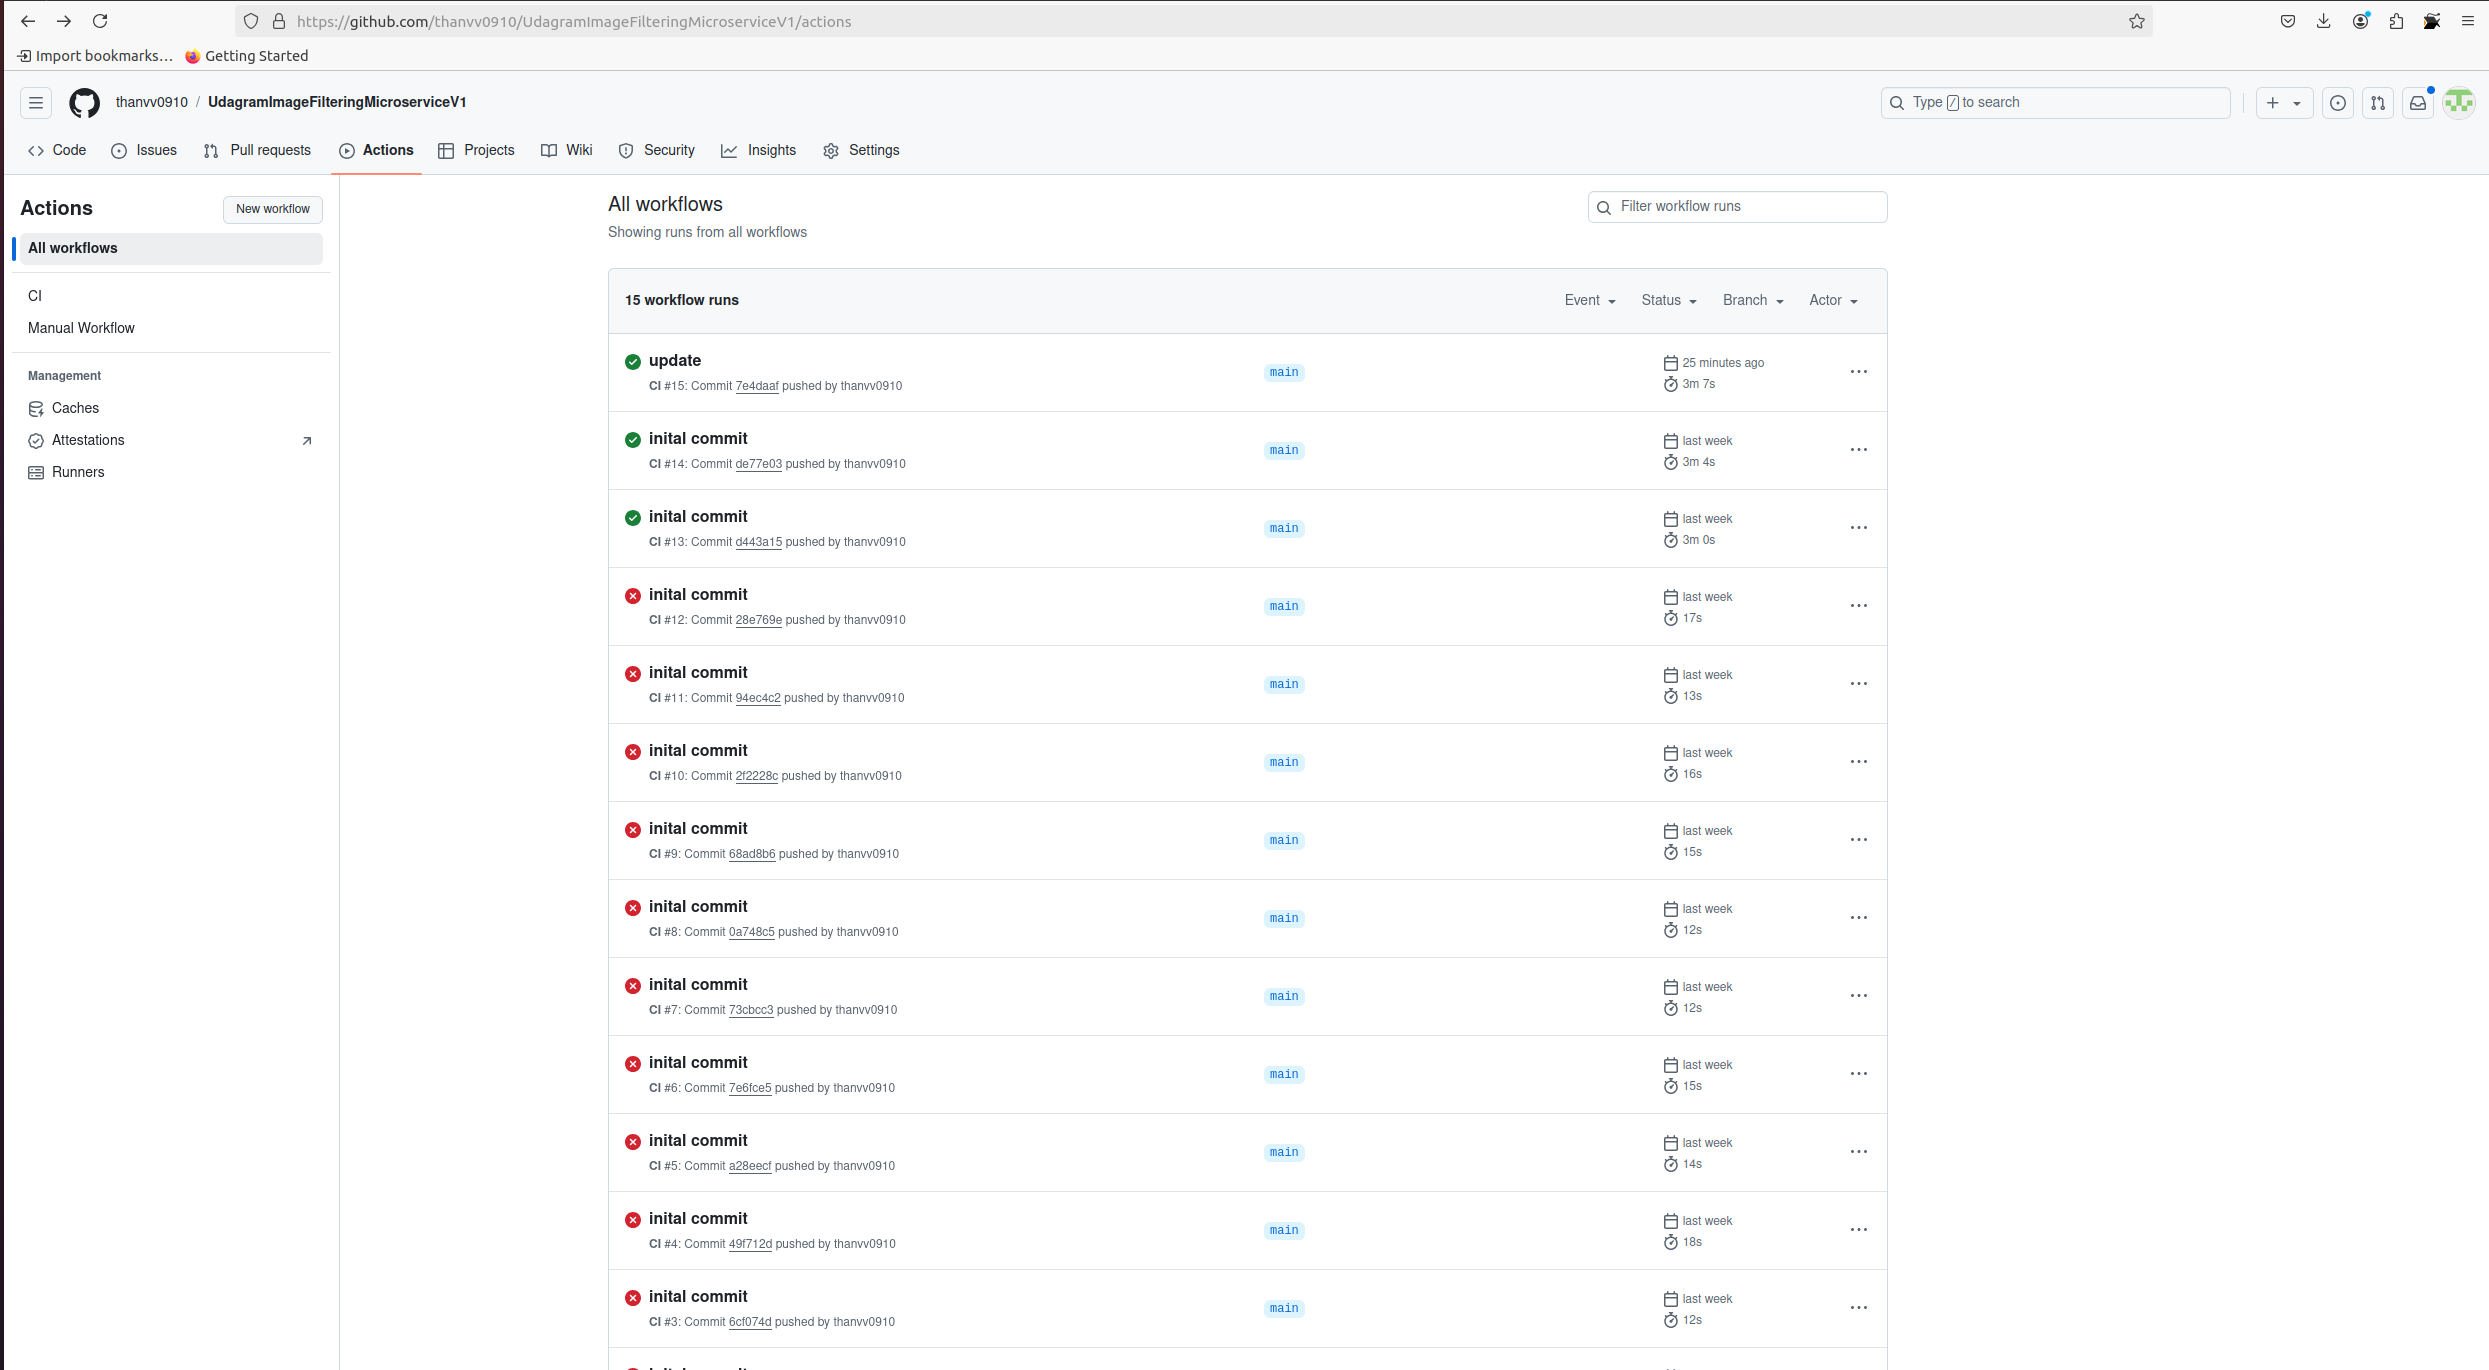 https://github.com/thanvv0910/UdagramImageFilteringMicroserviceV1/actions
Import bookmarks... Getting Started
thanvv0910 / UdagramImageFilteringMicroserviceV1
Type / to search
Code Issues Pull requests Actions Projects Wiki Security Insights Settings
Actions
New workflow
All workflows
CI
Manual Workflow
Management
Caches
Attestations
Runners
All workflows
Showing runs from all workflows
Filter workflow runs
15 workflow runs
Event Status Branch Actor
update
CI #15: Commit 7e4daaf pushed by thanvv0910
main
25 minutes ago
3m 7s
inital commit
CI #14: Commit de77e03 pushed by thanvv0910
main
last week
3m 4s
inital commit
CI #13: Commit d443a15 pushed by thanvv0910
main
last week
3m 0s
inital commit
CI #12: Commit 28e769e pushed by thanvv0910
main
last week
17s
inital commit
CI #11: Commit 94ec4c2 pushed by thanvv0910
main
last week
13s
inital commit
CI #10: Commit 2f2228c pushed by thanvv0910
main
last week
16s
inital commit
CI #9: Commit 68ad8b6 pushed by thanvv0910
main
last week
15s
inital commit
CI #8: Commit 0a748c5 pushed by thanvv0910
main
last week
12s
inital commit
CI #7: Commit 73cbcc3 pushed by thanvv0910
main
last week
12s
inital commit
CI #6: Commit 7e6fce5 pushed by thanvv0910
main
last week
15s
inital commit
CI #5: Commit a28eecf pushed by thanvv0910
main
last week
14s
inital commit
CI #4: Commit 49f712d pushed by thanvv0910
main
last week
18s
inital commit
CI #3: Commit 6cf074d pushed by thanvv0910
main
last week
12s